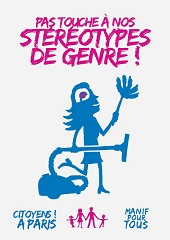 PAS TOUCHE À NOS
STÉRÉOTYPES
DE GENRE !
CITOYENS !
À PARIS
MANIF
POUR
TOUS